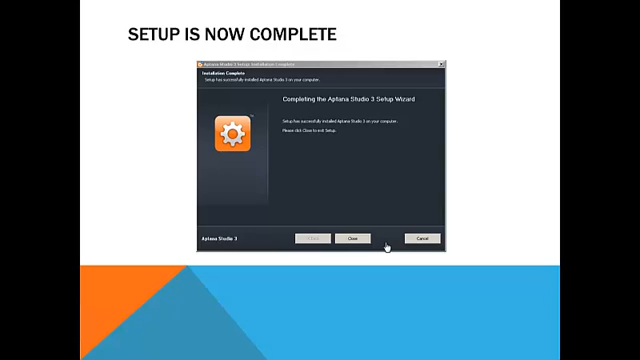 SETUP IS NOW COMPLETE
Aptana Studio 3 Setup: Installation Complete
Installation Complete
Setup has successfully installed Aptana Studio 3 on your computer.
Completing the Aptana Studio 3 Setup Wizard
Setup has successfully installed Aptana Studio 3 on your computer.
Please click Close to exit Setup.
Aptana Studio 3
Close
Cancel